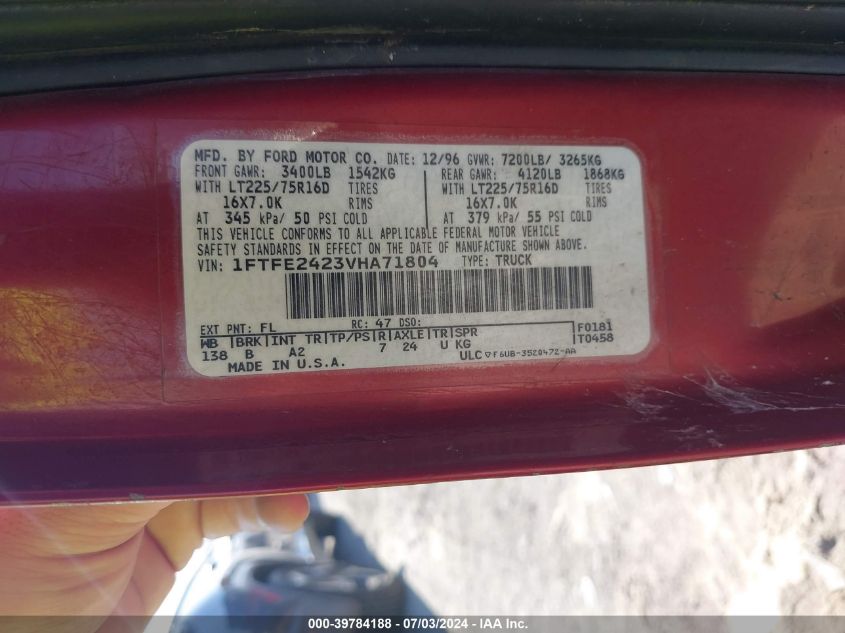 MFD. BY FORD MOTOR CO. DATE: 12/96 GVWR: 7200LB/ 3265KG
FRONT GAWR: 3400LB 1542KG REAR GAWR: 4120LB 1868KG
WITH LT225/75R16D TIRES WITH LT225/75R16D TIRES
16X7.0K RIMS 16X7.0K RIMS
AT 345 kPa/ 50 PSI COLD AT 379 kPa/ 55 PSI COLD
THIS VEHICLE CONFORMS TO ALL APPLICABLE FEDERAL MOTOR VEHICLE
SAFETY STANDARDS IN EFFECT ON THE DATE OF MANUFACTURE SHOWN ABOVE.
VIN: 1FTFE2423VHA71804 TYPE: TRUCK
EXT PNT: FL RC: 47 DSO: F0181
WB BRK INT TR TP/PS R AXLE TR SPR T0458
138 B A2 7 24 U KG
MADE IN U.S.A. ULC ▽ F6UB-3520472-AA
000-39784188 - 07/03/2024 - IAA Inc.